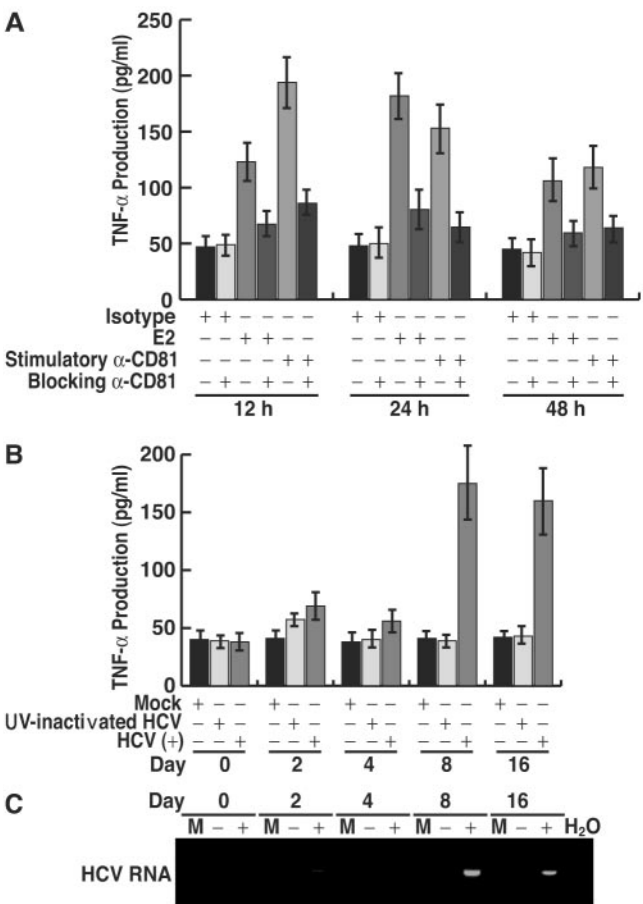 A
TNF-α Production (pg/ml)
250
200
150
100
50
0
Isotype + + – – – – + + – – – – + + – – – –
E2 – – + + – – – – + + – – – – + + – –
Stimulatory α-CD81 – – – – + + – – – – + + – – – – + +
Blocking α-CD81 – + – + – + – + – + – + – + – + – +
12 h 24 h 48 h
B
TNF-α Production (pg/ml)
200
150
100
50
0
Mock + – – + – – + – – + – – + – –
UV-inactivated HCV – + – – + – – + – – + – – + –
HCV (+) – – + – – + – – + – – + – – +
Day 0 2 4 8 16
C
Day 0 2 4 8 16
M – + M – + M – + M – + M – + H₂O
HCV RNA